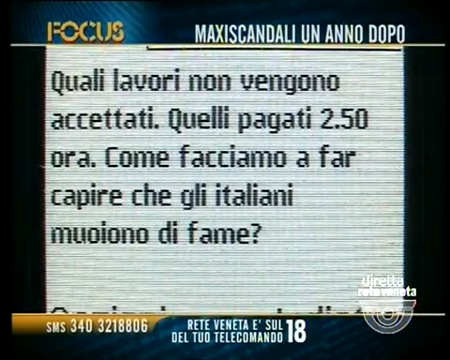 FOCUS
MAXISCANDALI UN ANNO DOPO
Quali lavori non vengono
accettati. Quelli pagati 2.50
ora. Come facciamo a far
capire che gli italiani
muoiono di fame?
diretta
rete veneta
SMS 340 3218806
RETE VENETA E' SUL
DEL TUO TELECOMANDO 18